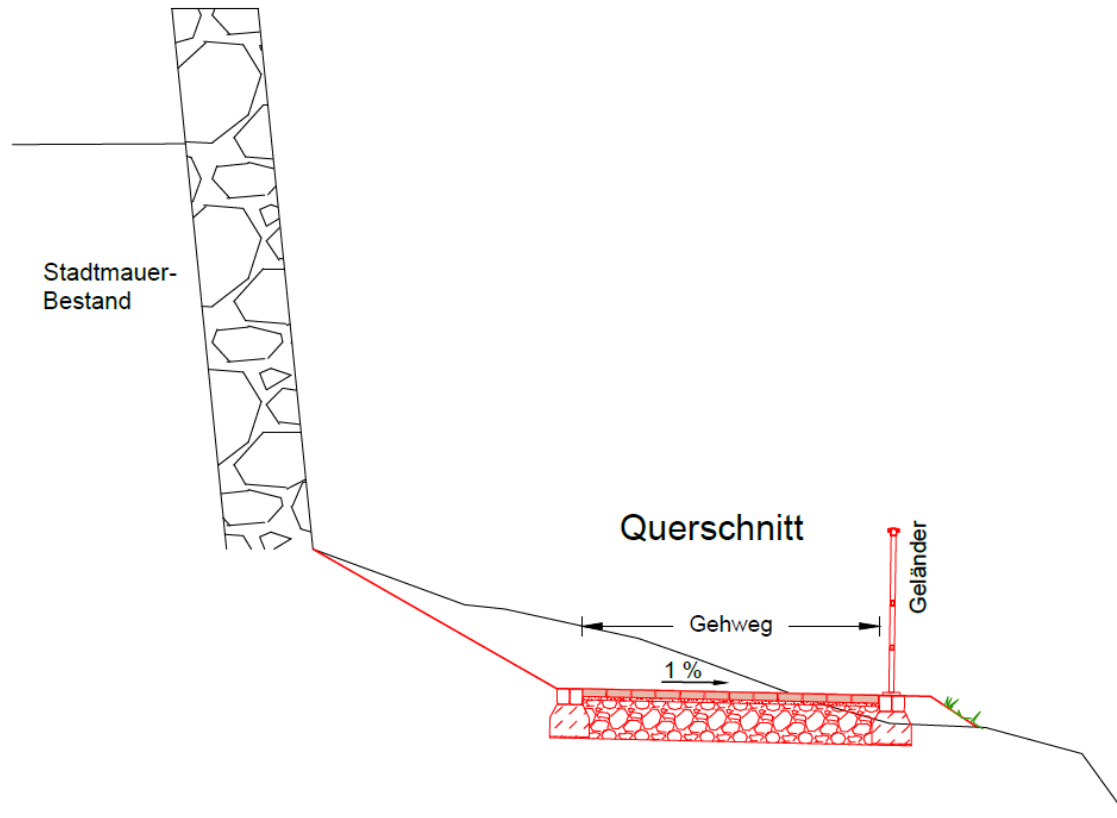 Stadtmauer-
Bestand
Querschnitt
Geländer
Gehweg
1 %